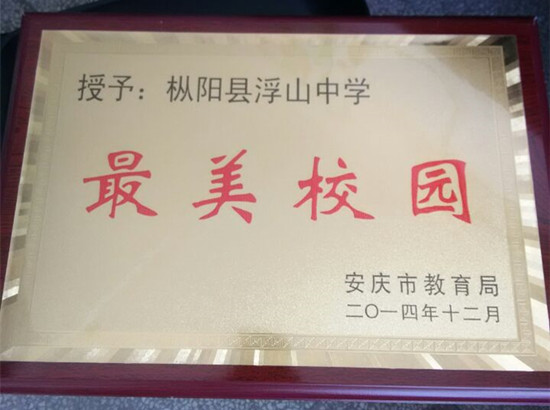 授予：枞阳县浮山中学
最美校园
安庆市教育局
二〇一四年十二月